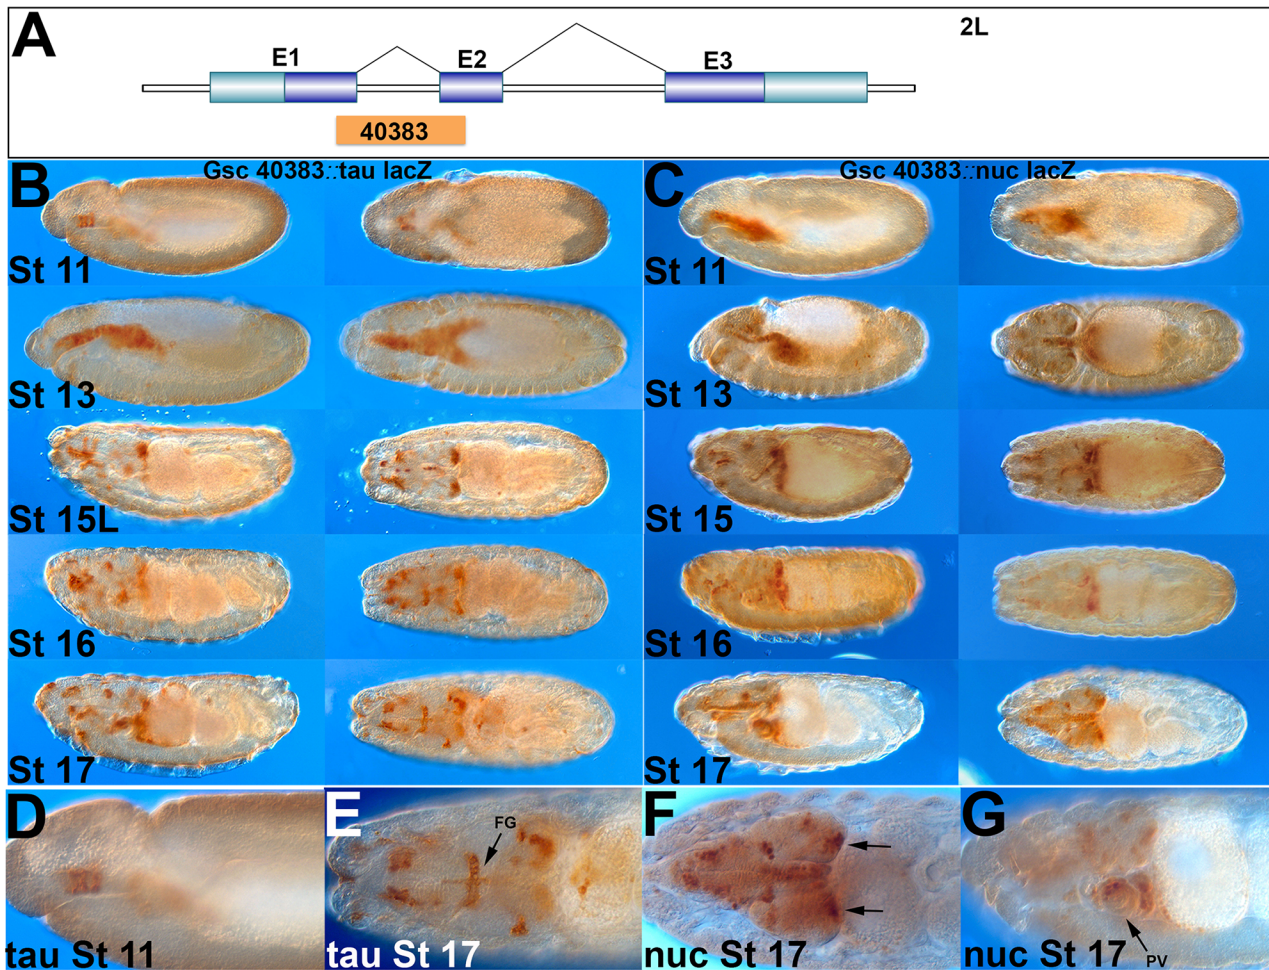 A
2L
E1
E2
E3
40383
B
Gsc 40383::tau lacZ
C
Gsc 40383::nuc lacZ
St 11
St 11
St 13
St 13
St 15L
St 15
St 16
St 16
St 17
St 17
D
tau St 11
E
FG
tau St 17
F
nuc St 17
G
nuc St 17
PV